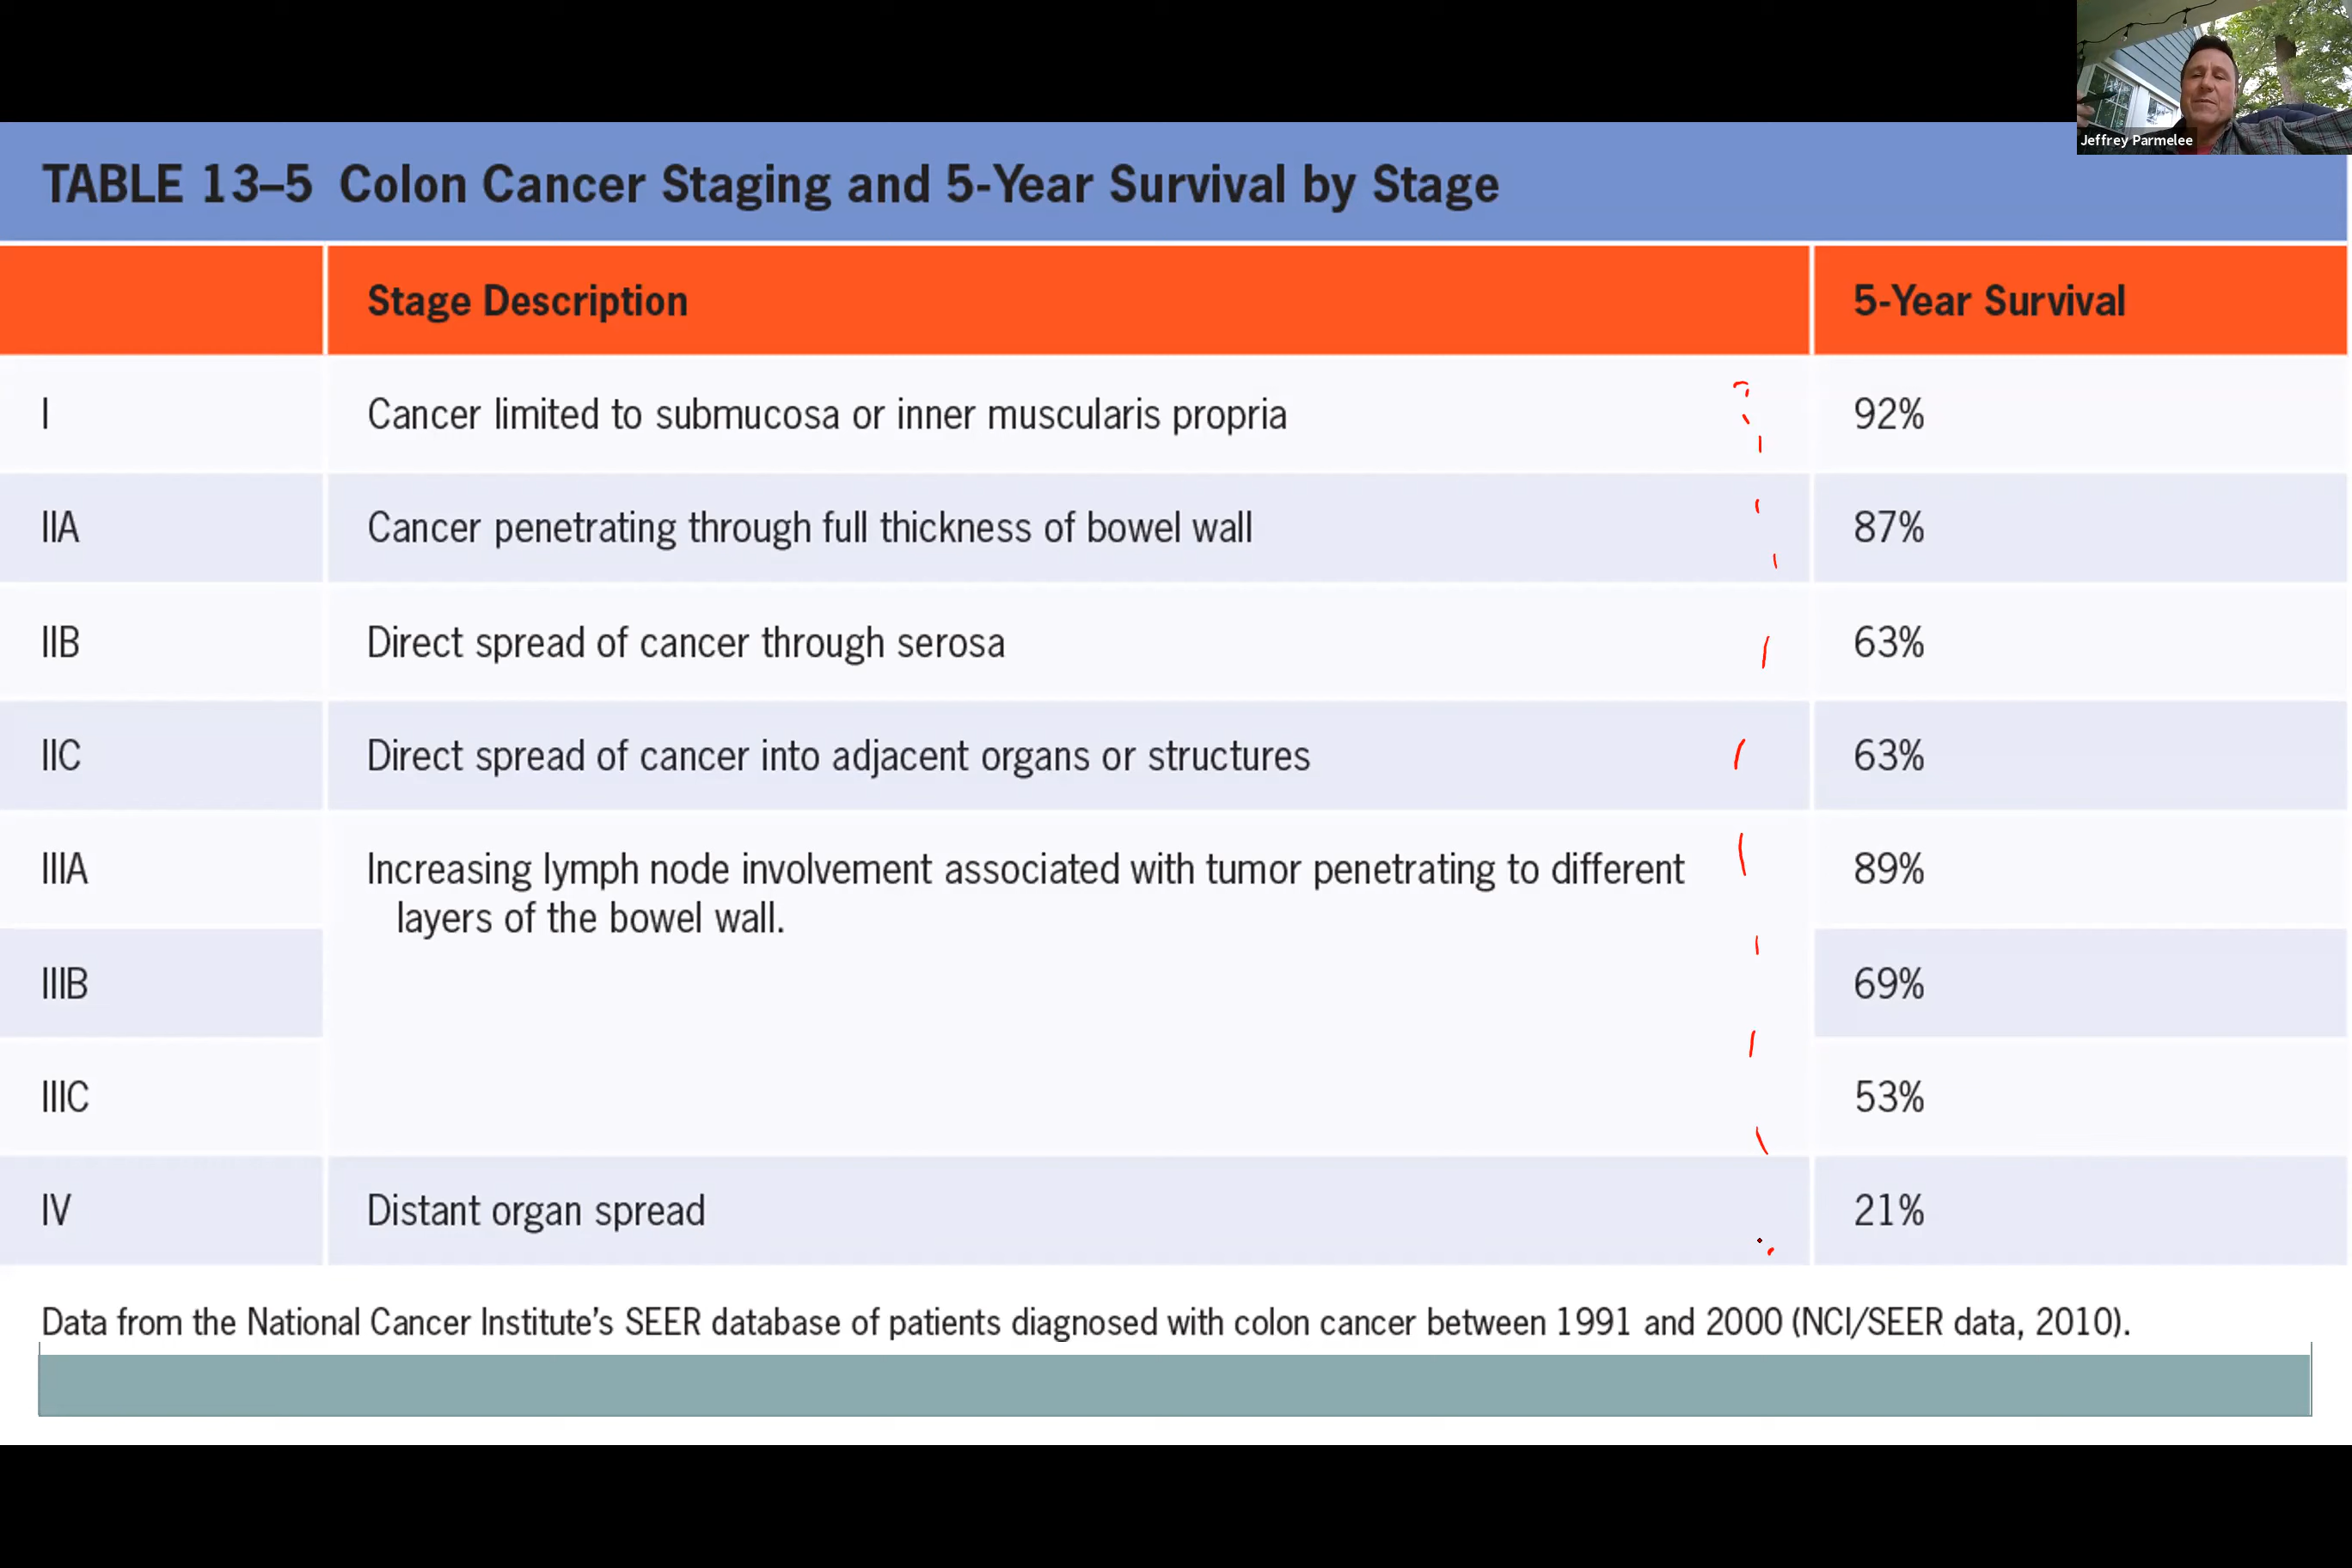 Jeffrey Parmelee
TABLE 13–5 Colon Cancer Staging and 5-Year Survival by Stage
Stage Description 5-Year Survival
I Cancer limited to submucosa or inner muscularis propria 92%
IIA Cancer penetrating through full thickness of bowel wall 87%
IIB Direct spread of cancer through serosa 63%
IIC Direct spread of cancer into adjacent organs or structures 63%
IIIA Increasing lymph node involvement associated with tumor penetrating to different 89%
layers of the bowel wall.
IIIB 69%
IIIC 53%
IV Distant organ spread 21%
Data from the National Cancer Institute’s SEER database of patients diagnosed with colon cancer between 1991 and 2000 (NCI/SEER data, 2010).